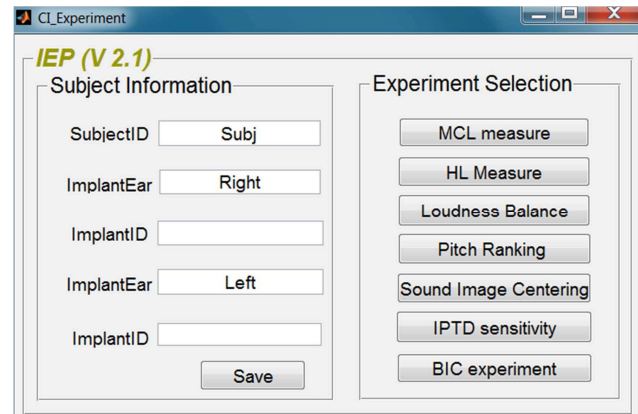 CI_Experiment
IEP (V 2.1)
Subject Information
SubjectID Subj
ImplantEar Right
ImplantID
ImplantEar Left
ImplantID
Save
Experiment Selection
MCL measure
HL Measure
Loudness Balance
Pitch Ranking
Sound Image Centering
IPTD sensitivity
BIC experiment